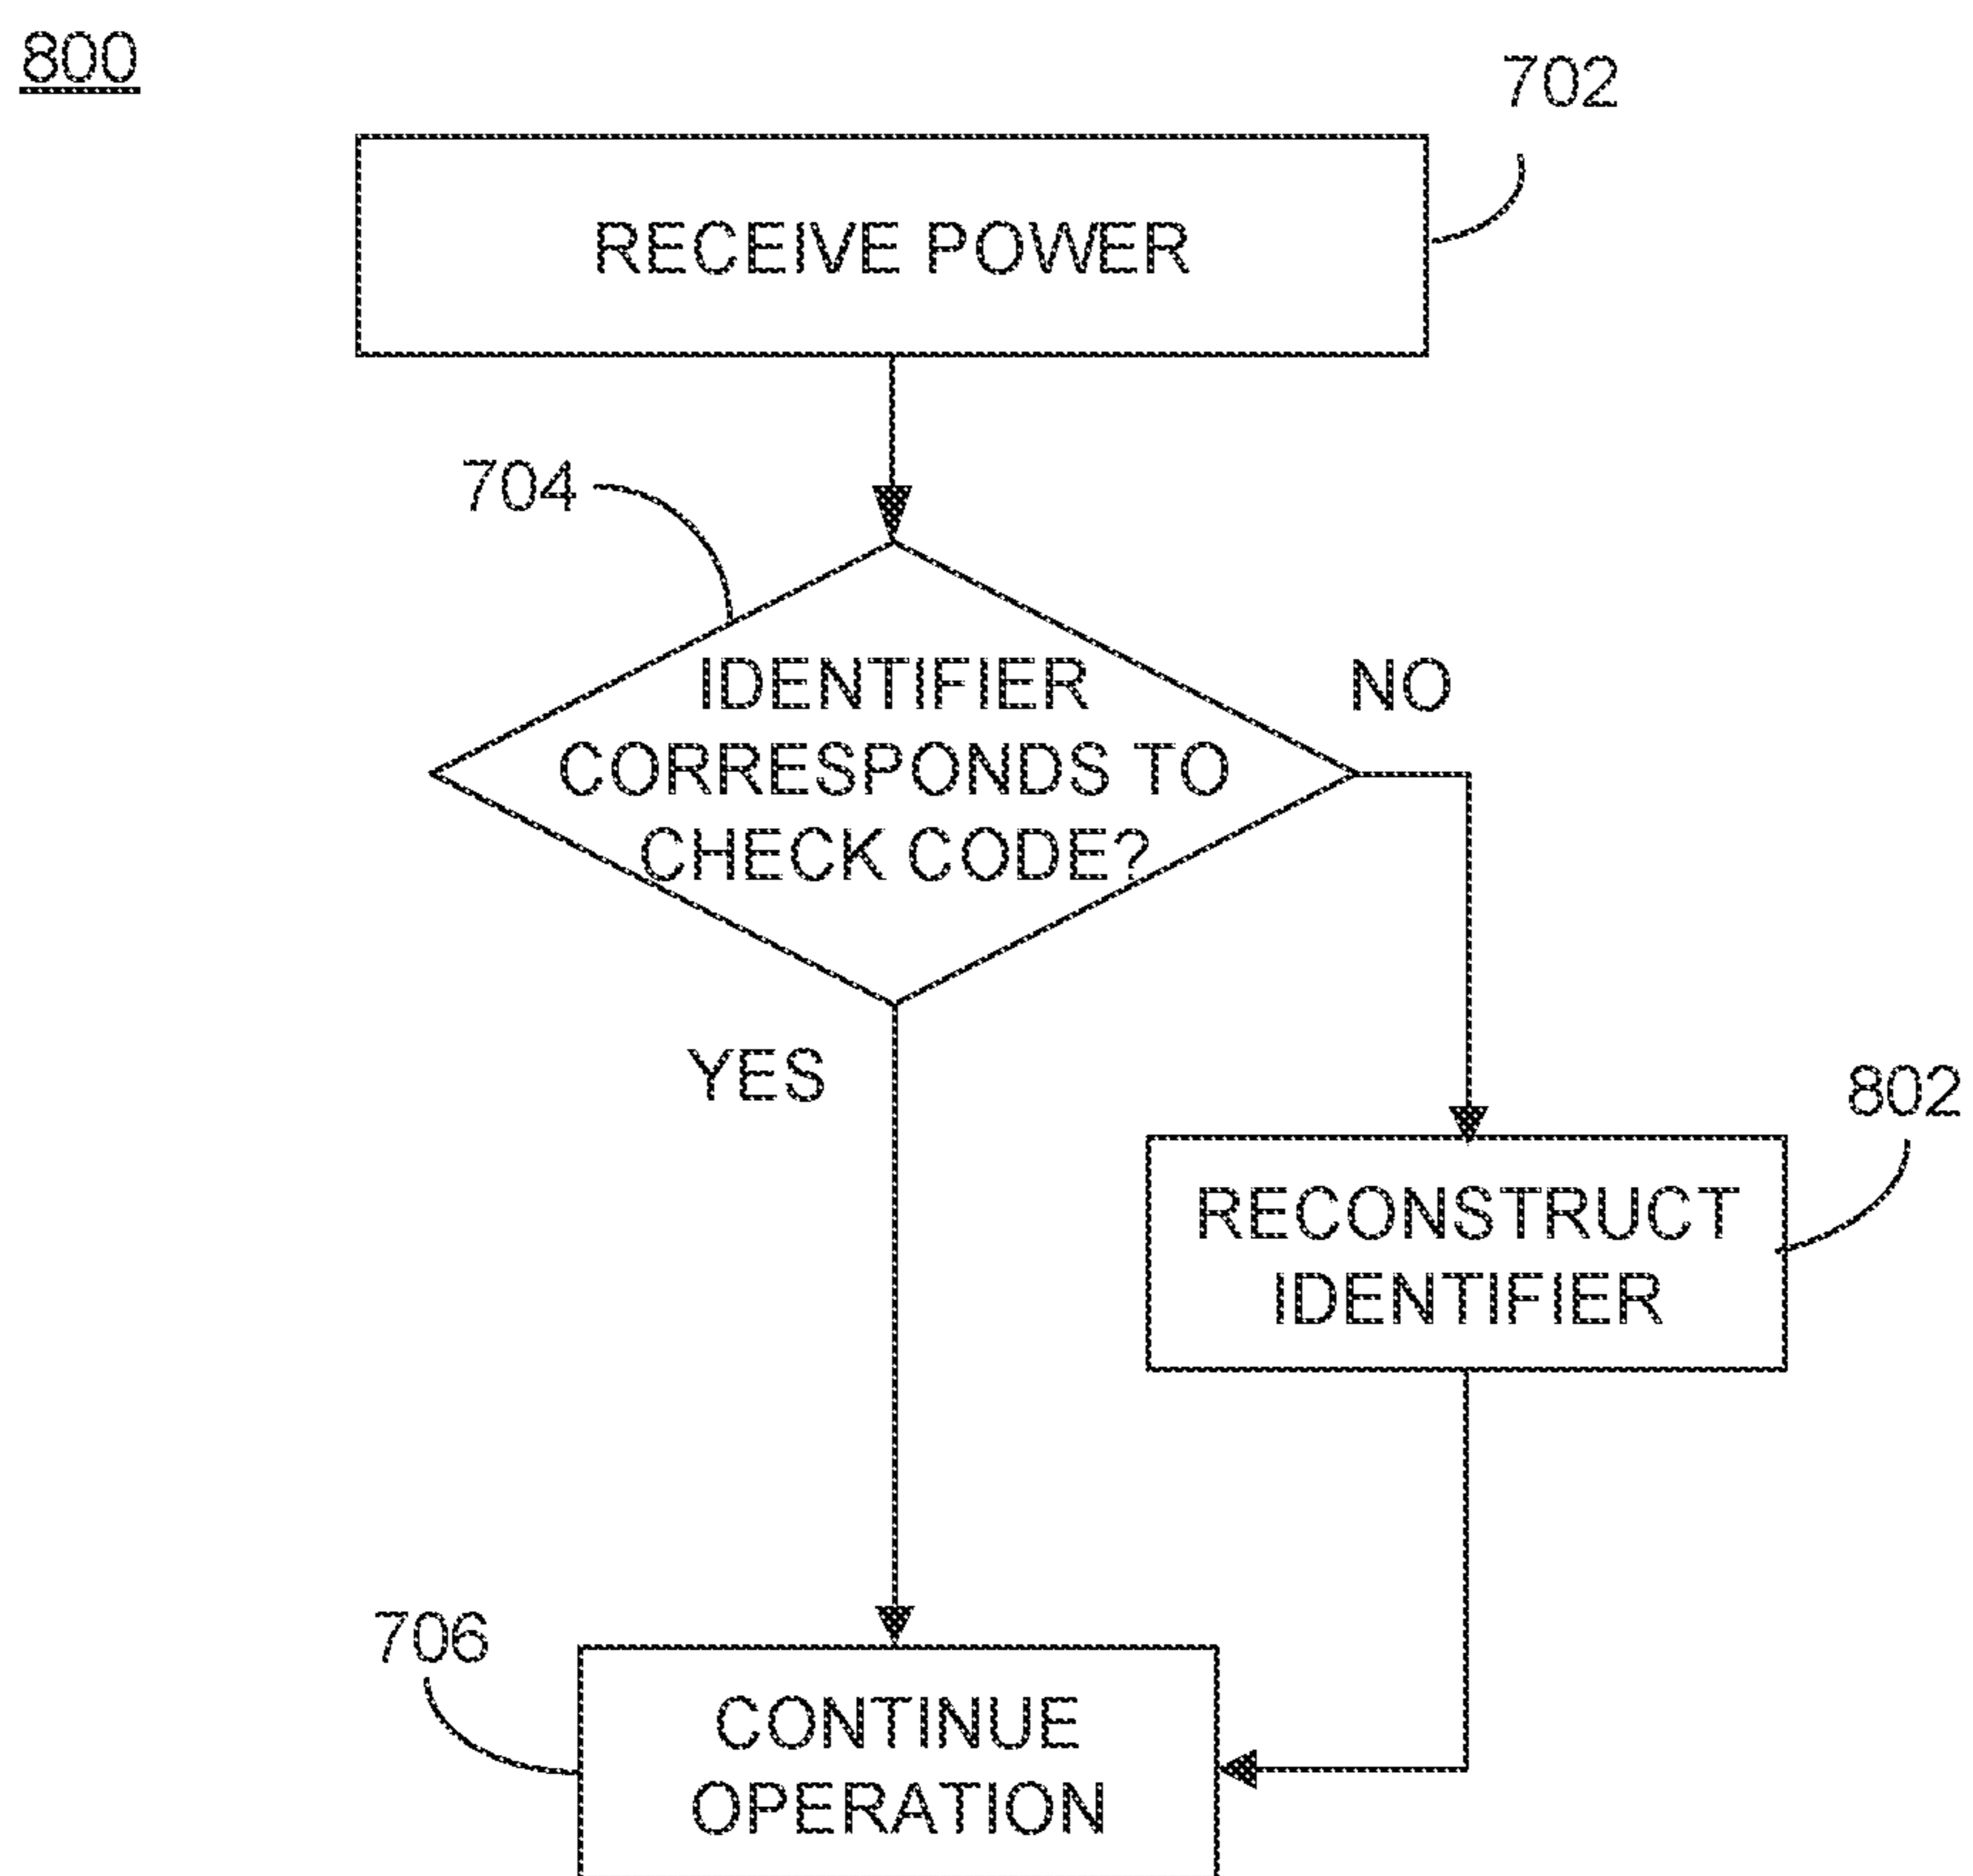 800
702
RECEIVE POWER
704
IDENTIFIER
CORRESPONDS TO
CHECK CODE?
NO
YES
802
RECONSTRUCT
IDENTIFIER
706
CONTINUE
OPERATION